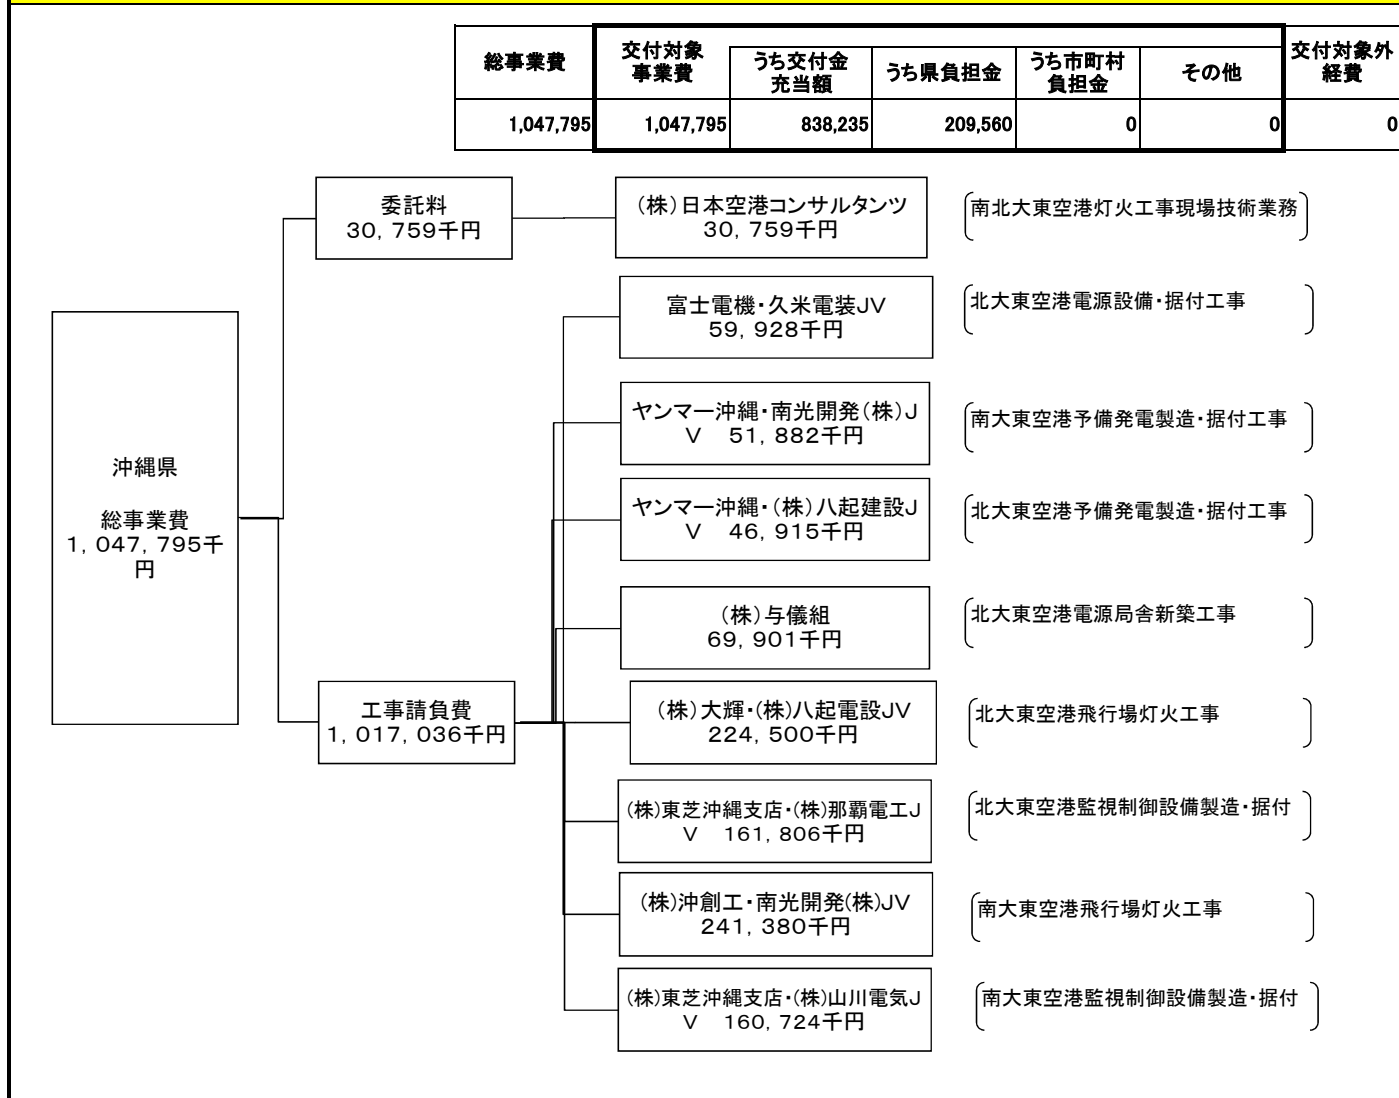 総事業費
交付対象
事業費
うち交付金
充当額
うち県負担金
うち市町村
負担金
その他
交付対象外
経費
1,047,795
1,047,795
838,235
209,560
0
0
0
委託料
30,759千円
(株)日本空港コンサルタンツ
30,759千円
南北大東空港灯火工事現場技術業務
富士電機・久米電装JV
59,928千円
北大東空港電源設備・据付工事
ヤンマー沖縄・南光開発(株)J
V 51,882千円
南大東空港予備発電製造・据付工事
沖縄県
総事業費
1,047,795千
円
ヤンマー沖縄・(株)八起建設J
V 46,915千円
北大東空港予備発電製造・据付工事
(株)与儀組
69,901千円
北大東空港電源局舎新築工事
工事請負費
1,017,036千円
(株)大輝・(株)八起電設JV
224,500千円
北大東空港飛行場灯火工事
(株)東芝沖縄支店・(株)那覇電工J
V 161,806千円
北大東空港監視制御設備製造・据付
(株)沖創工・南光開発(株)JV
241,380千円
南大東空港飛行場灯火工事
(株)東芝沖縄支店・(株)山川電気J
V 160,724千円
南大東空港監視制御設備製造・据付